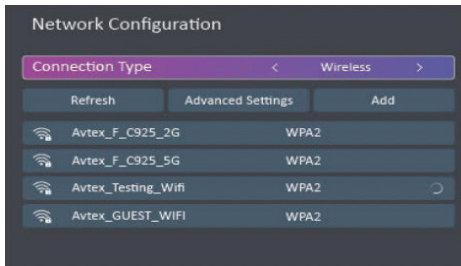 Network Configuration
Connection Type < Wireless >
Refresh Advanced Settings Add
Avtex_F_C925_2G WPA2
Avtex_F_C925_5G WPA2
Avtex_Testing_Wifi WPA2
Avtex_GUEST_WIFI WPA2